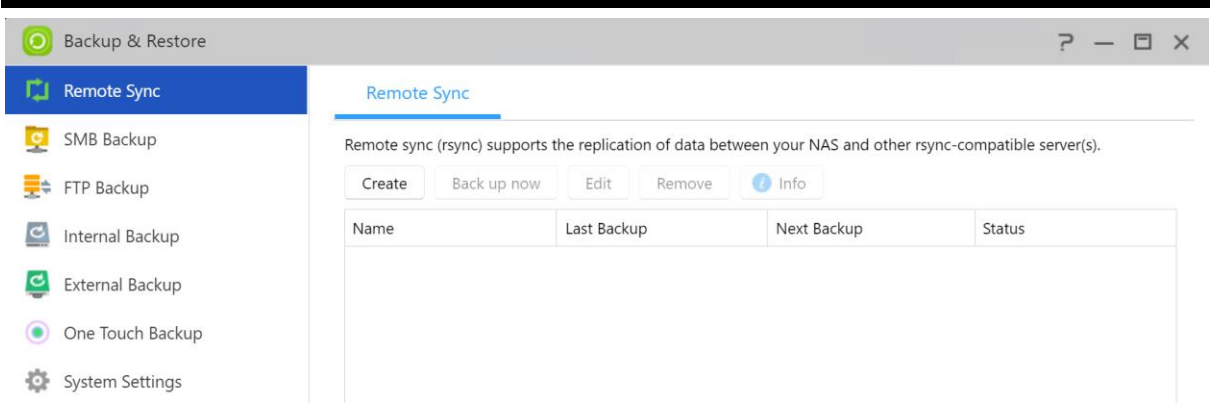 Backup & Restore
Remote Sync
SMB Backup
FTP Backup
Internal Backup
External Backup
One Touch Backup
System Settings
Remote Sync
Remote sync (rsync) supports the replication of data between your NAS and other rsync-compatible server(s).
Create Back up now Edit Remove Info
Name Last Backup Next Backup Status